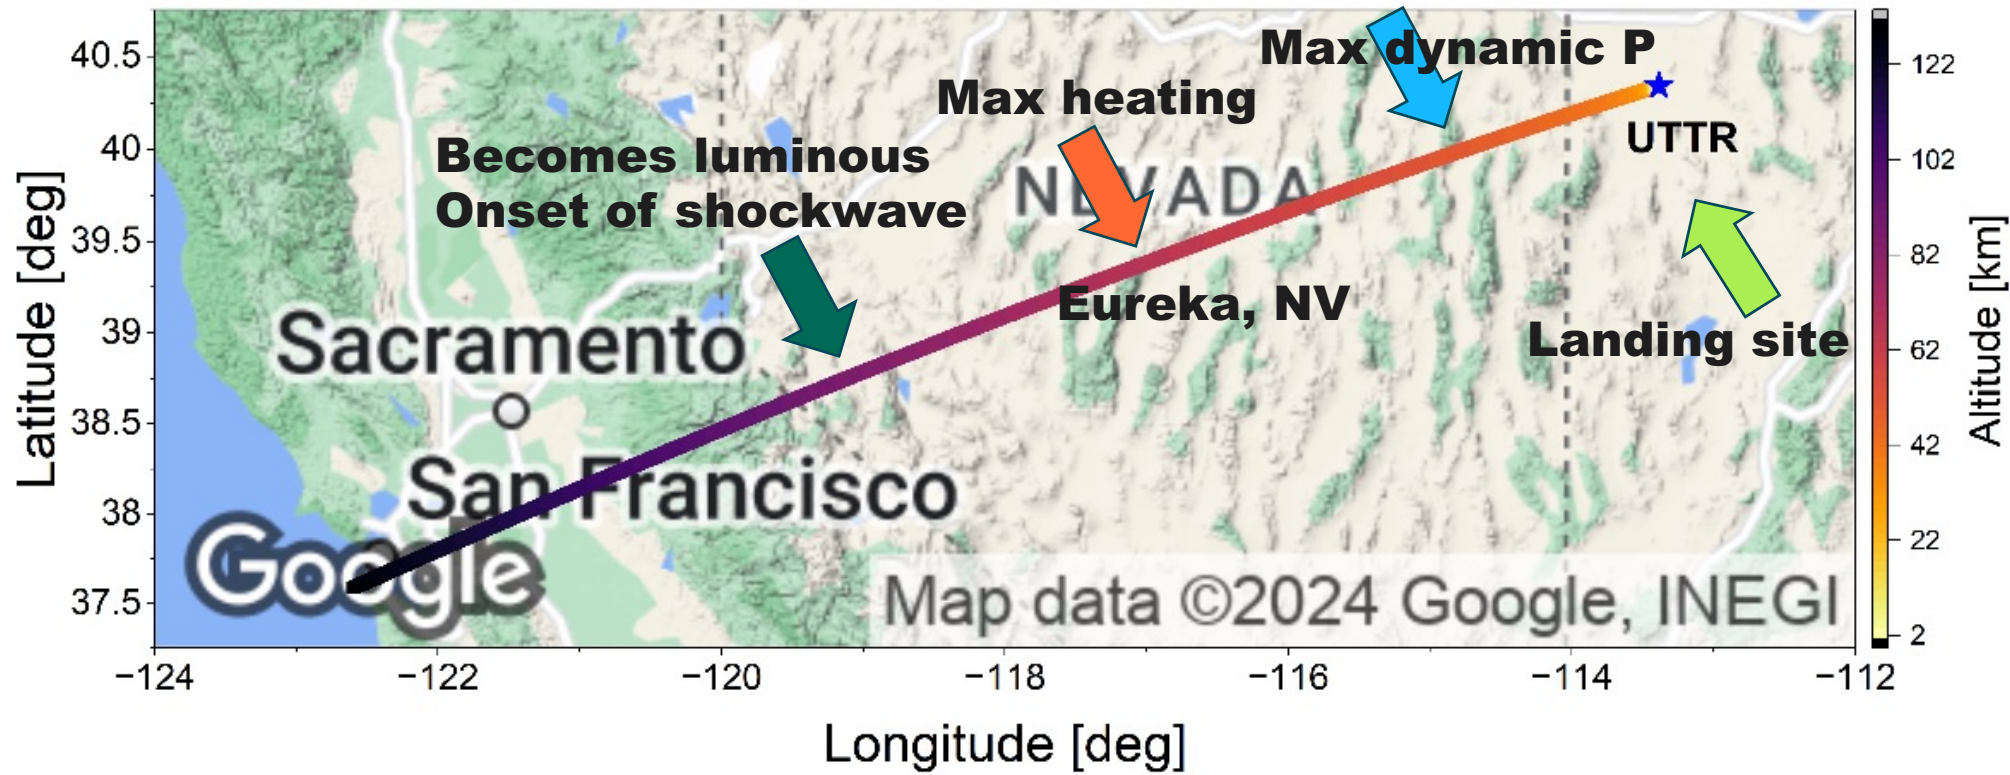 40.5
40
39.5
39
38.5
38
37.5
Latitude [deg]
−124
−122
−120
−118
−116
−114
−112
Longitude [deg]
122
102
82
62
42
22
2
Altitude [km]
Max dynamic P
Max heating
Becomes luminous
Onset of shockwave
NEVADA
UTTR
Eureka, NV
Landing site
Sacramento
San Francisco
Google
Map data ©2024 Google, INEGI